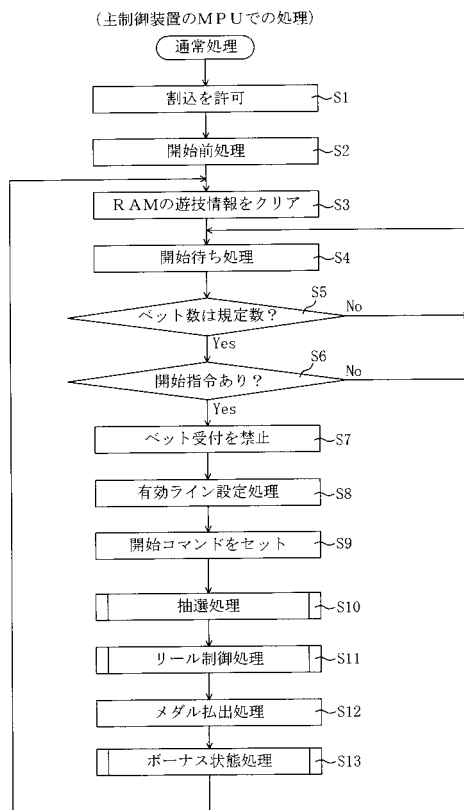 (主制御装置のMPUでの処理)
通常処理
割込を許可 S1
開始前処理 S2
RAMの遊技情報をクリア S3
開始待ち処理 S4
ベット数は規定数? S5
No
Yes
開始指令あり? S6
No
Yes
ベット受付を禁止 S7
有効ライン設定処理 S8
開始コマンドをセット S9
抽選処理 S10
リール制御処理 S11
メダル払出処理 S12
ボーナス状態処理 S13